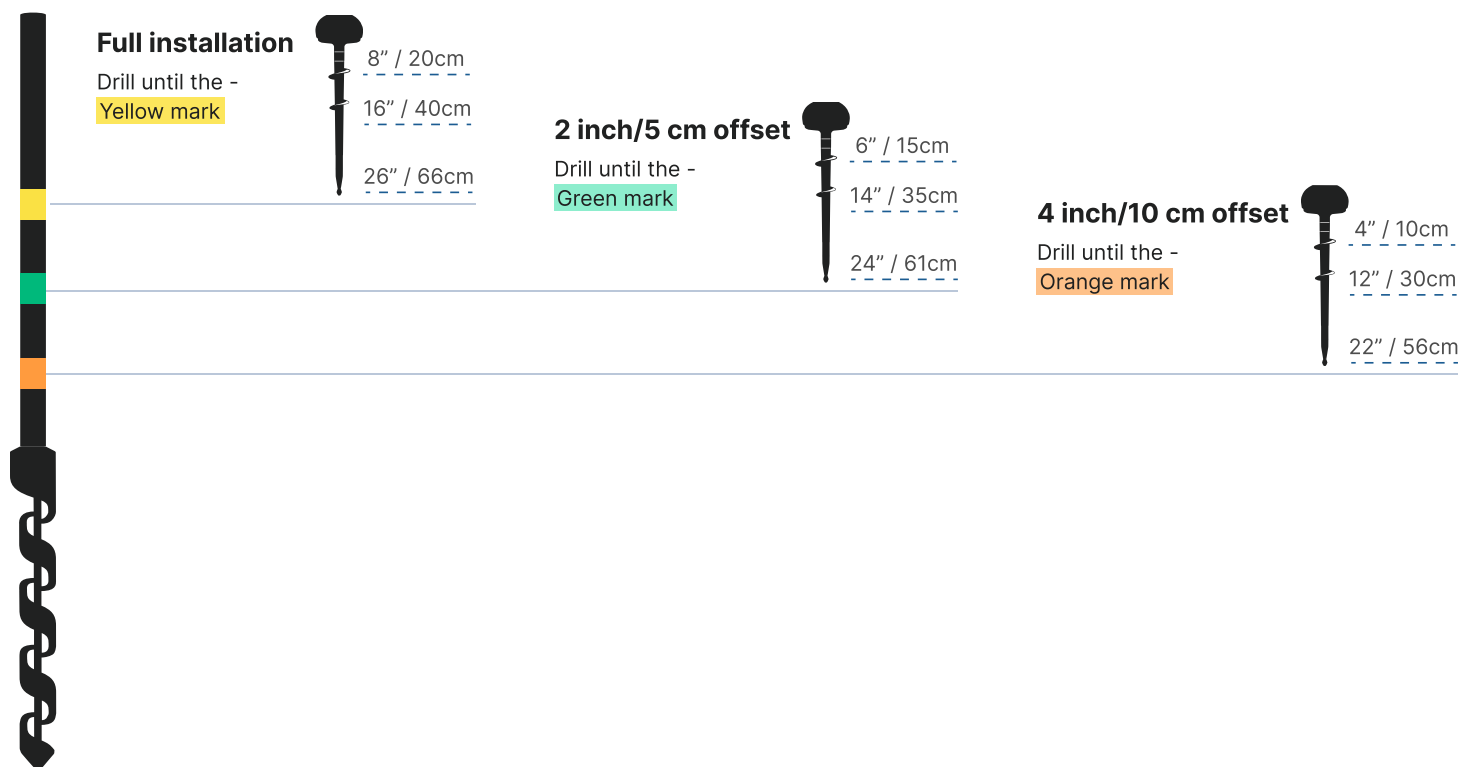 Full installation
Drill until the -
Yellow mark
8” / 20cm
16” / 40cm
26” / 66cm
2 inch/5 cm offset
Drill until the -
Green mark
6” / 15cm
14” / 35cm
24” / 61cm
4 inch/10 cm offset
Drill until the -
Orange mark
4” / 10cm
12” / 30cm
22” / 56cm